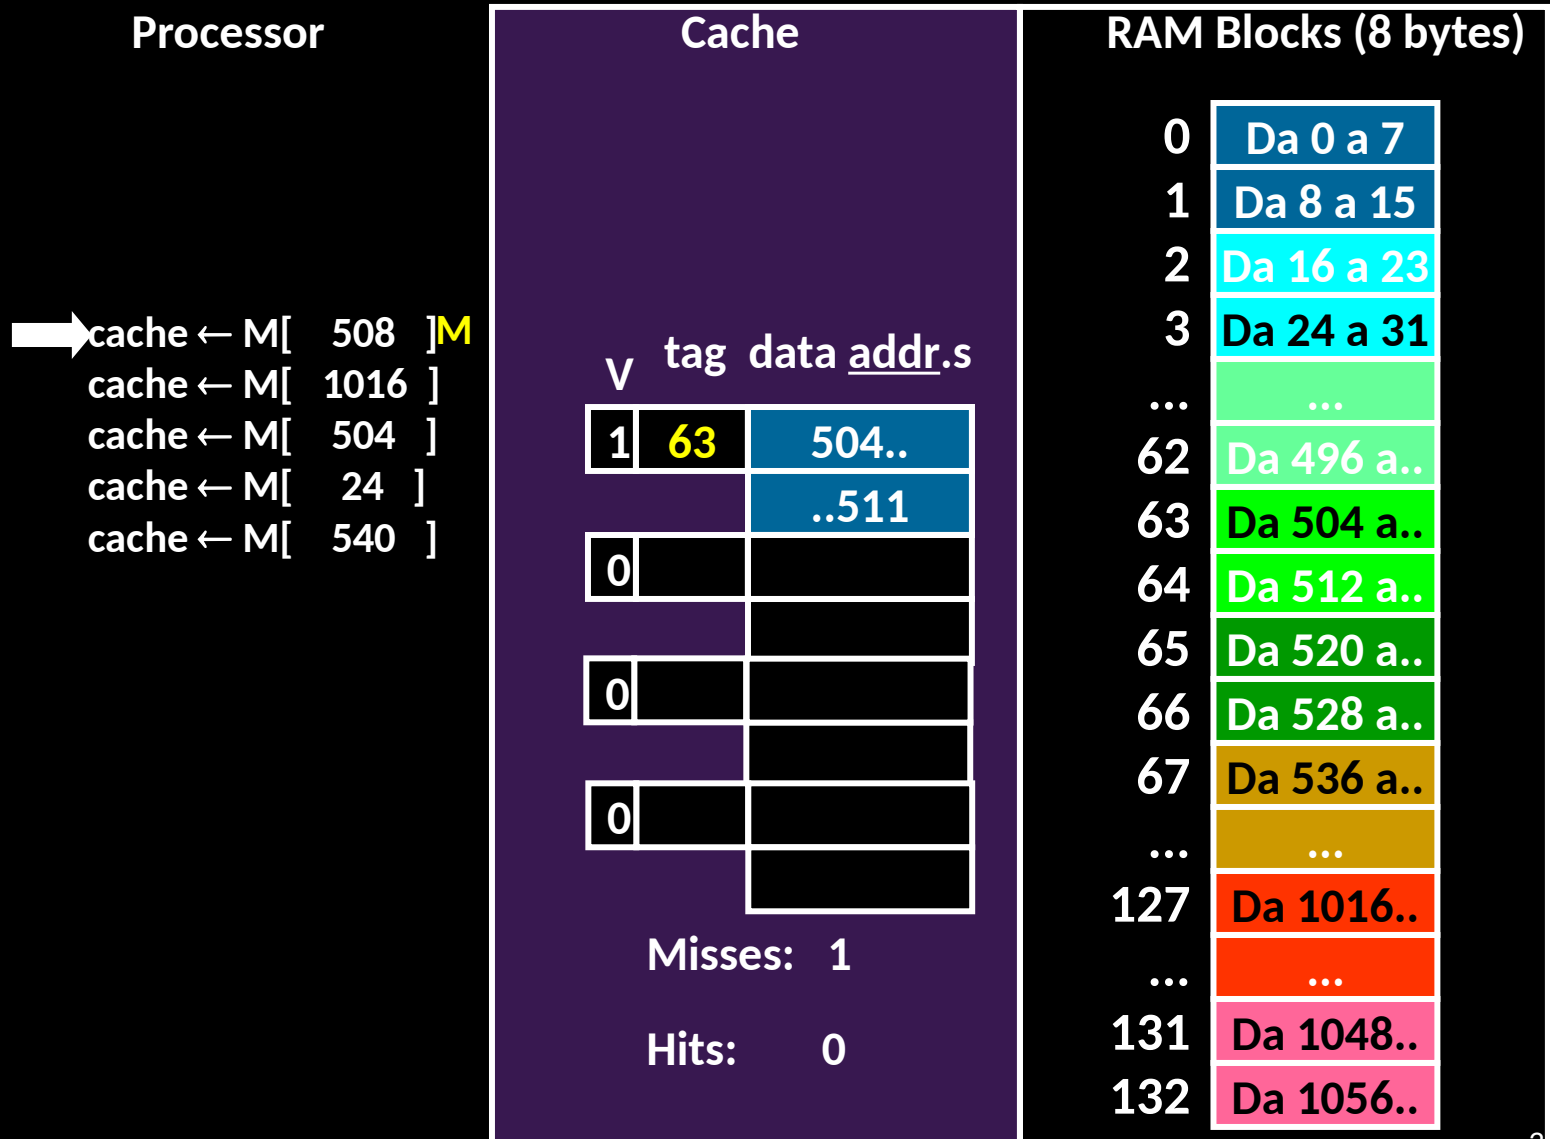 Processor
cache ← M[ 508 ]M
cache ← M[ 1016 ]
cache ← M[ 504 ]
cache ← M[ 24 ]
cache ← M[ 540 ]
Cache
V tag data addr.s
1 63 504..
..511
0
0
0
Misses: 1
Hits: 0
RAM Blocks (8 bytes)
0 Da 0 a 7
1 Da 8 a 15
2 Da 16 a 23
3 Da 24 a 31
... ...
62 Da 496 a..
63 Da 504 a..
64 Da 512 a..
65 Da 520 a..
66 Da 528 a..
67 Da 536 a..
... ...
127 Da 1016..
... ...
131 Da 1048..
132 Da 1056..